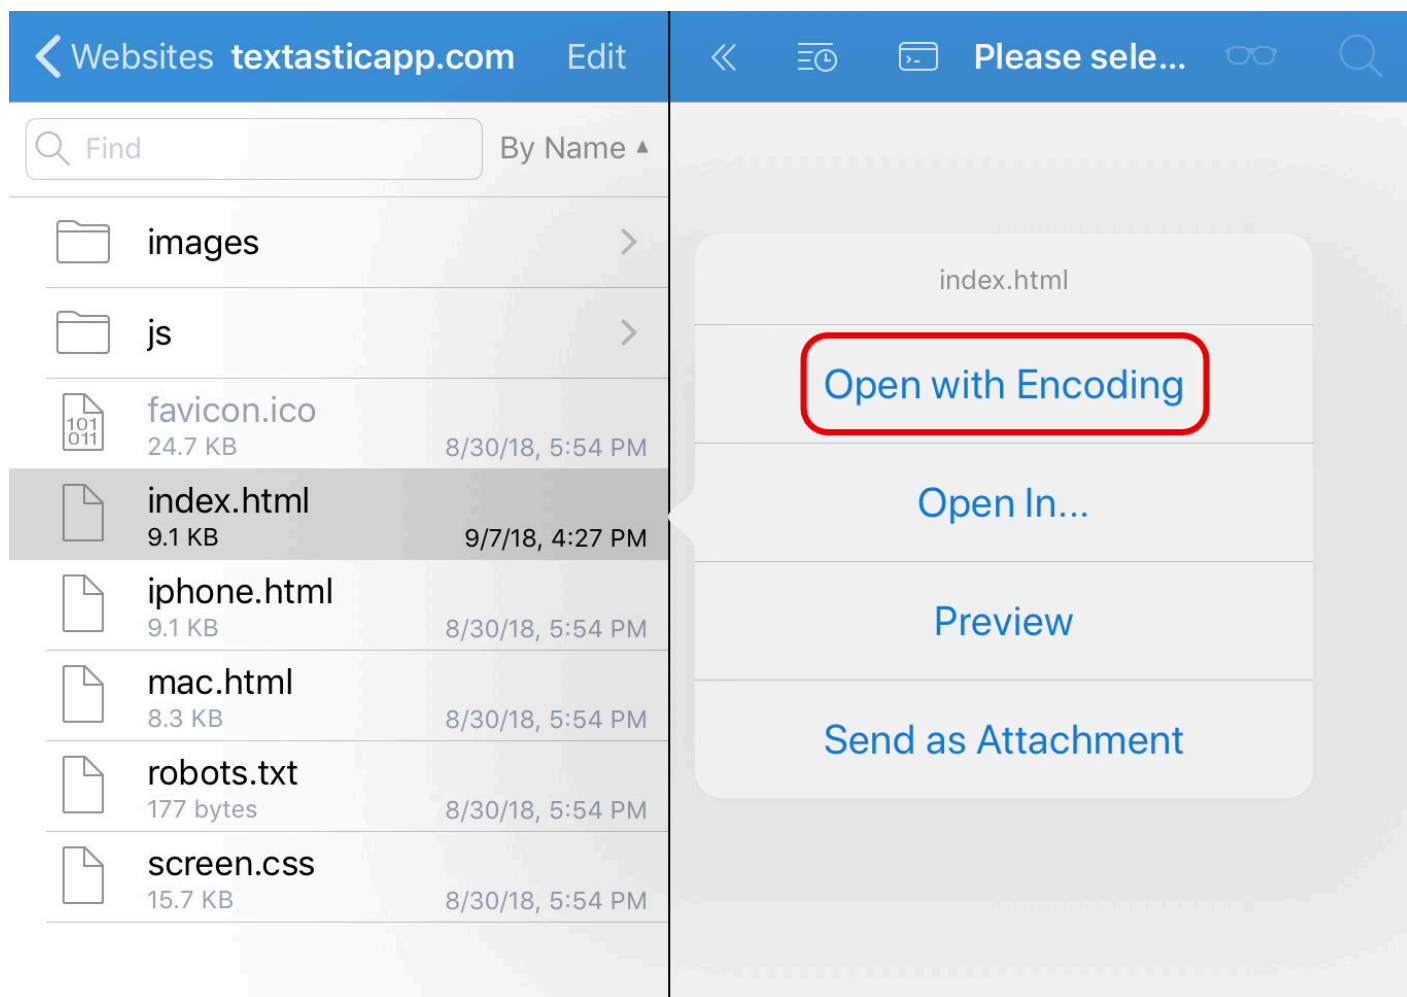 Websites textasticapp.com Edit
Please sele...
Find
By Name ▲
images
js
101
011
favicon.ico
24.7 KB 8/30/18, 5:54 PM
index.html
9.1 KB 9/7/18, 4:27 PM
iphone.html
9.1 KB 8/30/18, 5:54 PM
mac.html
8.3 KB 8/30/18, 5:54 PM
robots.txt
177 bytes 8/30/18, 5:54 PM
screen.css
15.7 KB 8/30/18, 5:54 PM
index.html
Open with Encoding
Open In...
Preview
Send as Attachment